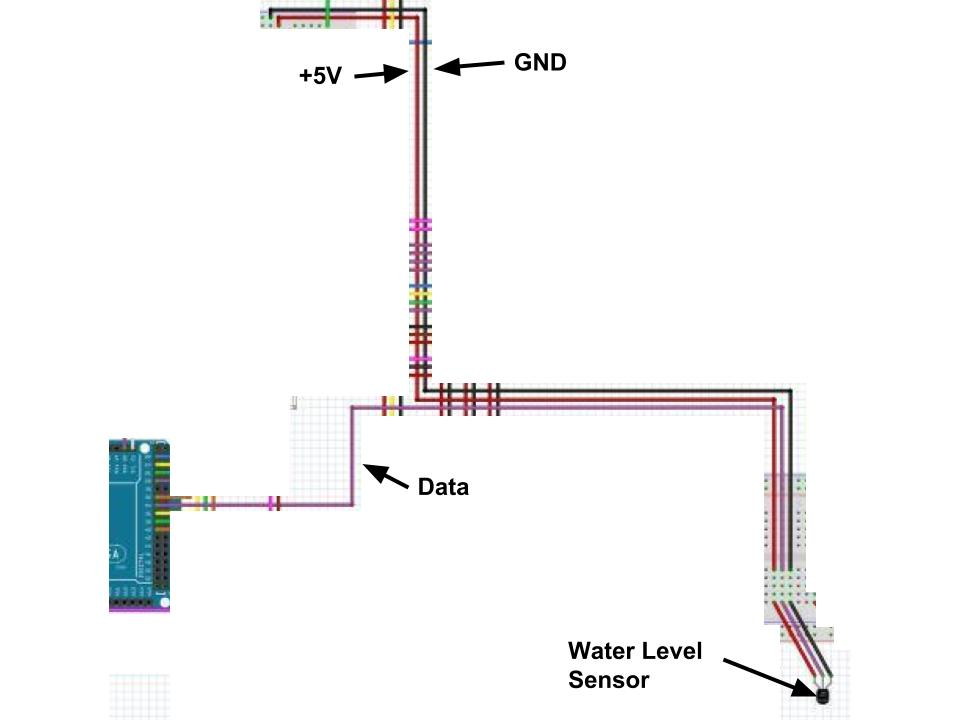 +5V
GND
Data
Water Level
Sensor